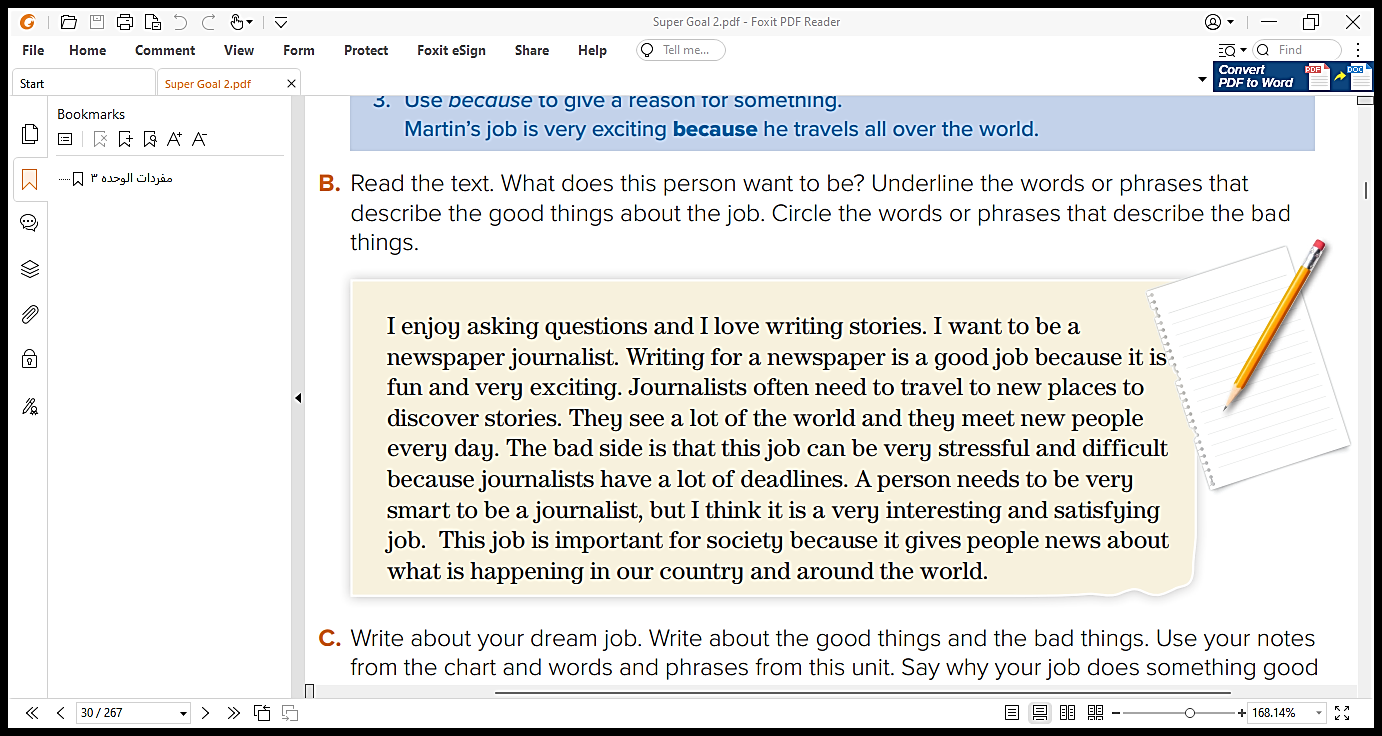 Super Goal 2.pdf - Foxit PDF Reader
File Home Comment View Form Protect Foxit eSign Share Help Tell me... Find
Start Super Goal 2.pdf
Convert
PDF to Word
PDF DOC
Bookmarks
مفردات الوحده ٣
3. Use because to give a reason for something.
Martin's job is very exciting because he travels all over the world.
B. Read the text. What does this person want to be? Underline the words or phrases that
describe the good things about the job. Circle the words or phrases that describe the bad
things.
I enjoy asking questions and I love writing stories. I want to be a
newspaper journalist. Writing for a newspaper is a good job because it is
fun and very exciting. Journalists often need to travel to new places to
discover stories. They see a lot of the world and they meet new people
every day. The bad side is that this job can be very stressful and difficult
because journalists have a lot of deadlines. A person needs to be very
smart to be a journalist, but I think it is a very interesting and satisfying
job. This job is important for society because it gives people news about
what is happening in our country and around the world.
C. Write about your dream job. Write about the good things and the bad things. Use your notes
from the chart and words and phrases from this unit. Say why your job does something good
30 / 267
168.14%